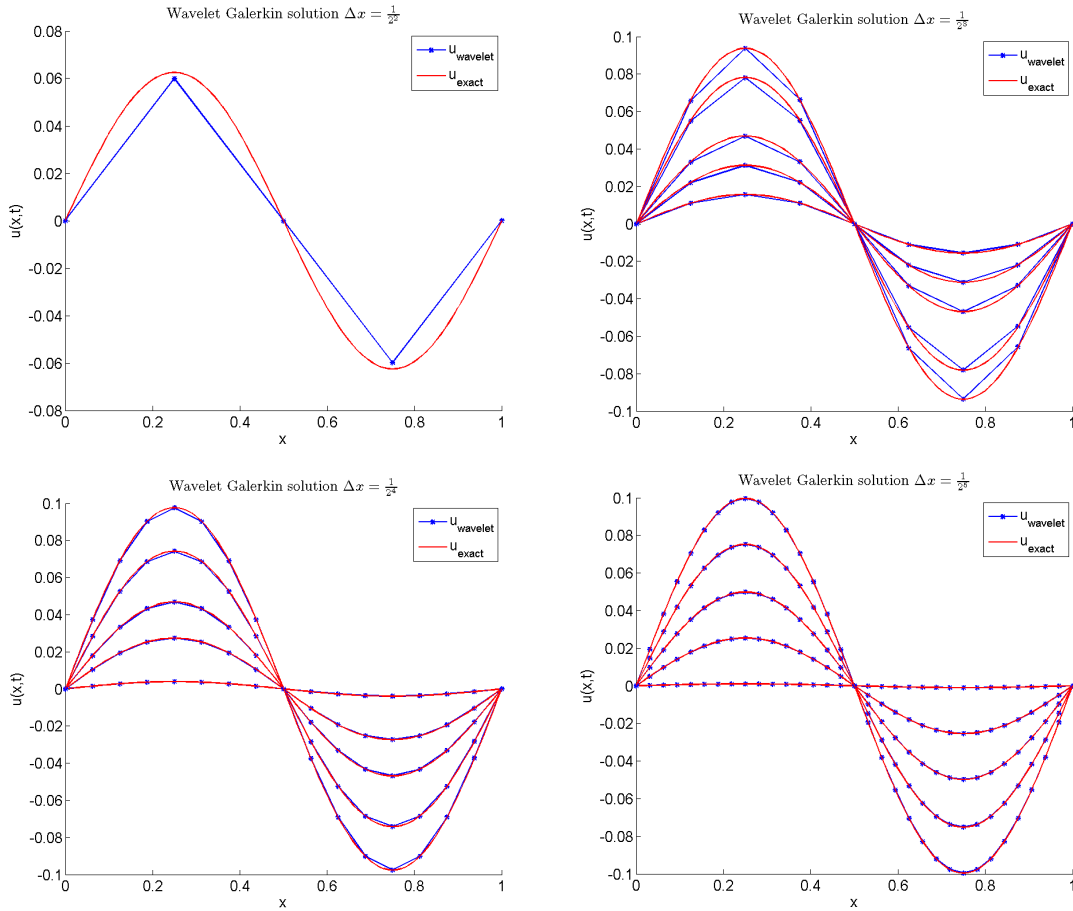 Wavelet Galerkin solution Δx = 1/2^2
0.08
0.06
0.04
0.02
0
-0.02
-0.04
-0.06
-0.08
u(x,t)
u_wavelet
u_exact
0 0.2 0.4 0.6 0.8 1
x
Wavelet Galerkin solution Δx = 1/2^3
0.1
0.08
0.06
0.04
0.02
0
-0.02
-0.04
-0.06
-0.08
-0.1
u(x,t)
u_wavelet
u_exact
0 0.2 0.4 0.6 0.8 1
x
Wavelet Galerkin solution Δx = 1/2^4
0.1
0.08
0.06
0.04
0.02
0
-0.02
-0.04
-0.06
-0.08
-0.1
u(x,t)
u_wavelet
u_exact
0 0.2 0.4 0.6 0.8 1
x
Wavelet Galerkin solution Δx = 1/2^5
0.1
0.08
0.06
0.04
0.02
0
-0.02
-0.04
-0.06
-0.08
-0.1
u(x,t)
u_wavelet
u_exact
0 0.2 0.4 0.6 0.8 1
x